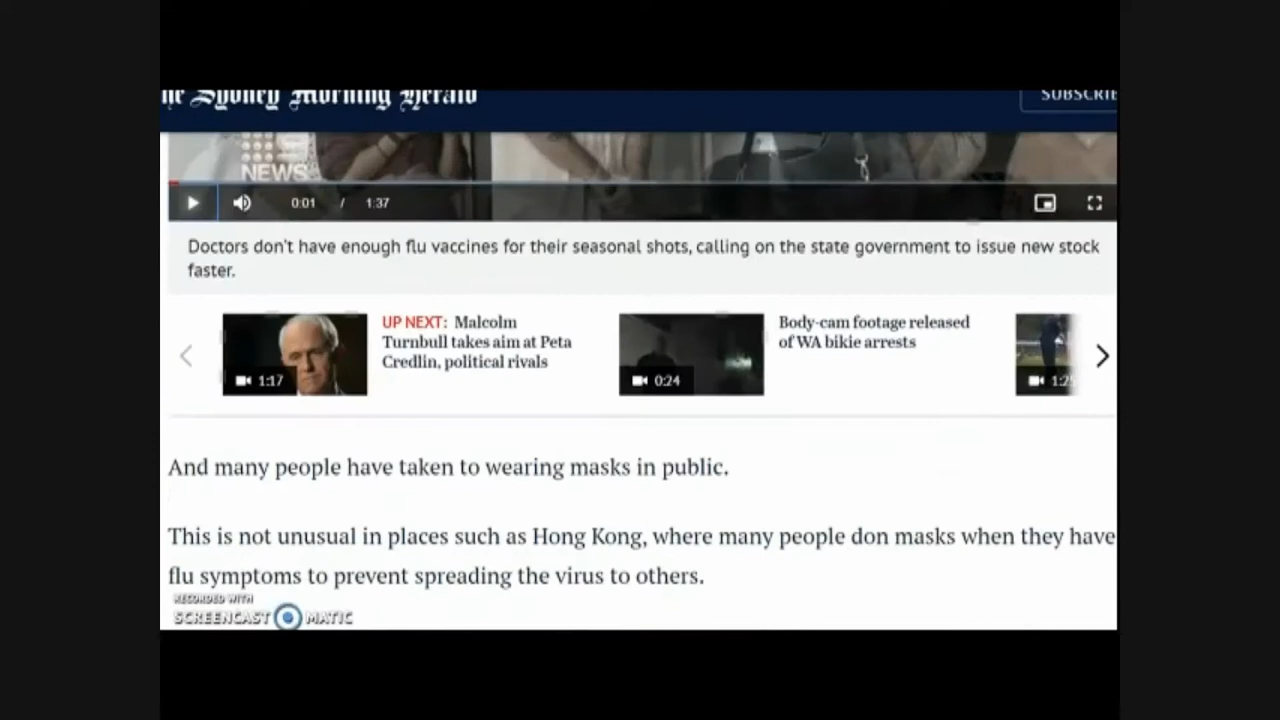 The Sydney Morning Herald
SUBSCRIBE
NEWS
0:01 / 1:37
Doctors don't have enough flu vaccines for their seasonal shots, calling on the state government to issue new stock
faster.
UP NEXT: Malcolm
Turnbull takes aim at Peta
Credlin, political rivals
1:17
Body-cam footage released
of WA bikie arrests
0:24
And many people have taken to wearing masks in public.
This is not unusual in places such as Hong Kong, where many people don masks when they have
flu symptoms to prevent spreading the virus to others.
RECORDED WITH
SCREENCAST MATIC